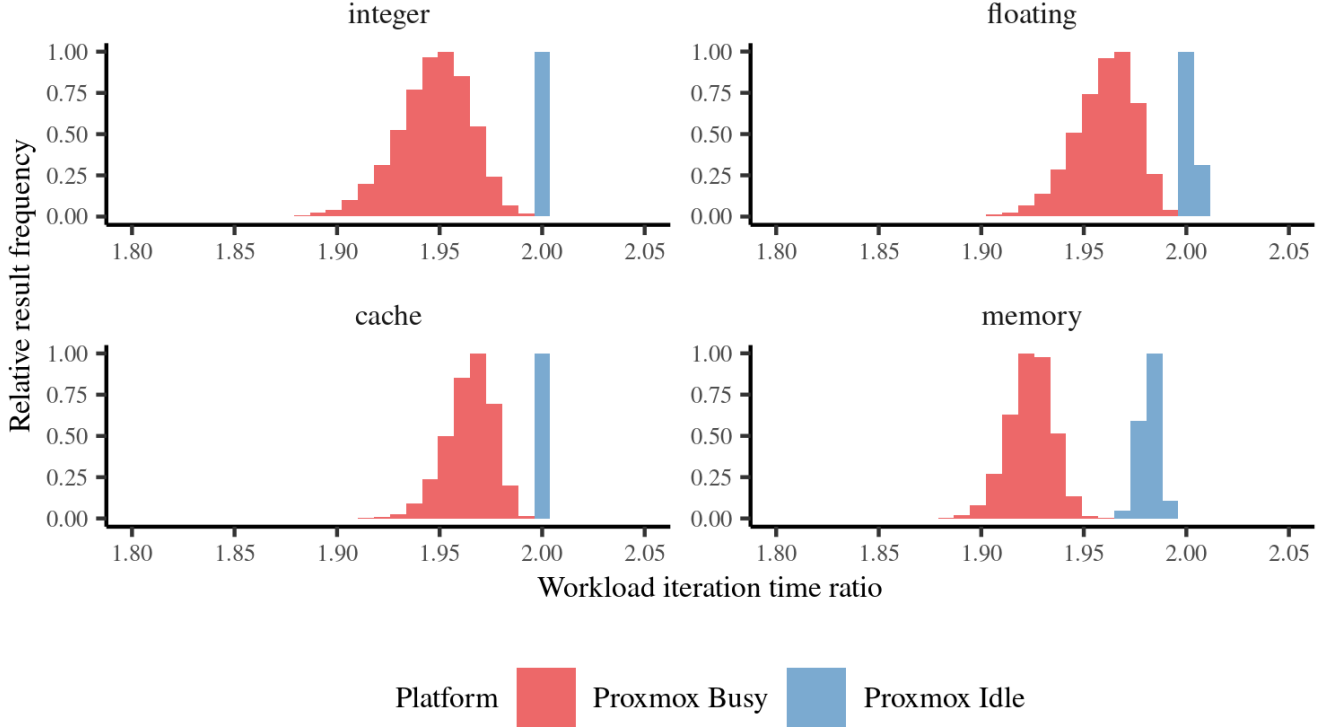 integer
floating
1.00
0.75
0.50
0.25
0.00
1.80 1.85 1.90 1.95 2.00 2.05
1.00
0.75
0.50
0.25
0.00
1.80 1.85 1.90 1.95 2.00 2.05
cache
memory
1.00
0.75
0.50
0.25
0.00
1.80 1.85 1.90 1.95 2.00 2.05
1.00
0.75
0.50
0.25
0.00
1.80 1.85 1.90 1.95 2.00 2.05
Relative result frequency
Workload iteration time ratio
Platform Proxmox Busy Proxmox Idle